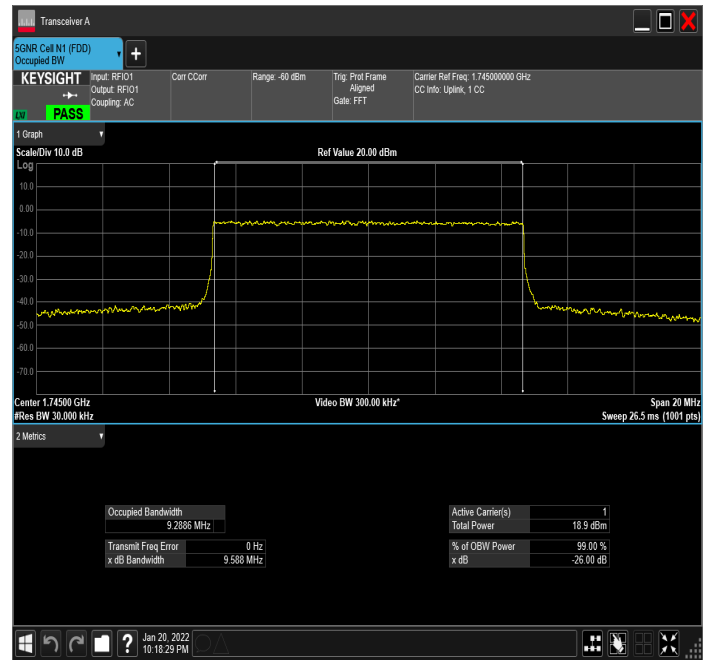 Transceiver A
5GNR Cell N1 (FDD)
Occupied BW
+
KEYSIGHT
LXI
PASS
Input: RFIO1
Output: RFIO1
Coupling: AC
Corr CCorr
Range: -60 dBm
Trig: Prot Frame
Aligned
Gate: FFT
Carrier Ref Freq: 1.745000000 GHz
CC Info: Uplink, 1 CC
1 Graph
Scale/Div 10.0 dB
Ref Value 20.00 dBm
Log
10.0
0.00
-10.0
-20.0
-30.0
-40.0
-50.0
-60.0
-70.0
Center 1.74500 GHz
Video BW 300.00 kHz*
Span 20 MHz
#Res BW 30.000 kHz
Sweep 26.5 ms (1001 pts)
2 Metrics
Occupied Bandwidth
9.2886 MHz
Active Carrier(s) 1
Total Power 18.9 dBm
Transmit Freq Error 0 Hz
x dB Bandwidth 9.588 MHz
% of OBW Power 99.00 %
x dB -26.00 dB
?
Jan 20, 2022
10:18:29 PM